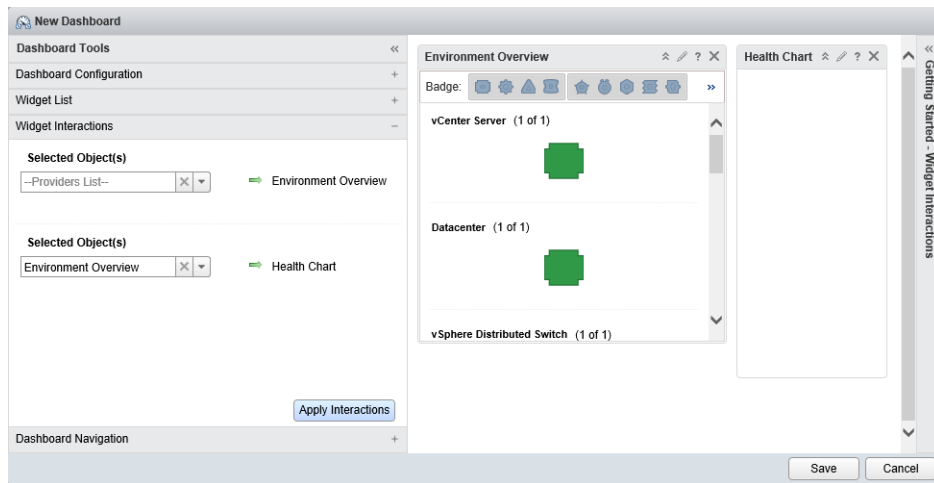 New Dashboard
Dashboard Tools
Dashboard Configuration
Widget List
Widget Interactions
Selected Object(s)
--Providers List--
Environment Overview
Selected Object(s)
Environment Overview
Health Chart
Apply Interactions
Dashboard Navigation
Environment Overview
Badge:
vCenter Server (1 of 1)
Datacenter (1 of 1)
vSphere Distributed Switch (1 of 1)
Health Chart
Getting Started - Widget Interactions
Save
Cancel